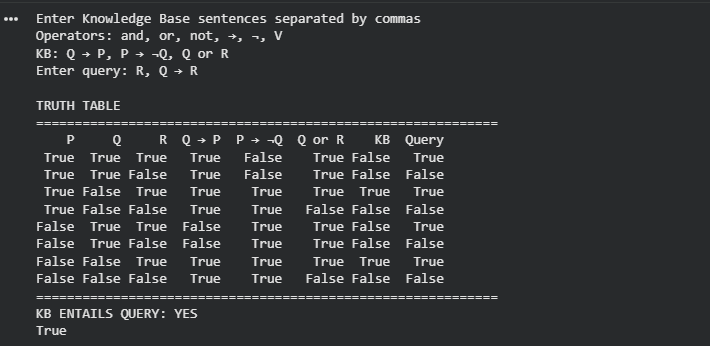 ••• Enter Knowledge Base sentences separated by commas
Operators: and, or, not, →, ¬, V
KB: Q → P, P → ¬Q, Q or R
Enter query: R, Q → R
TRUTH TABLE
============================================================
P Q R Q → P P → ¬Q Q or R KB Query
True True True True False True False True
True True False True False True False False
True False True True True True True True
True False False True True False False False
False True True False True True False True
False True False False True True False False
False False True True True True True True
False False False True True False False False
============================================================
KB ENTAILS QUERY: YES
True